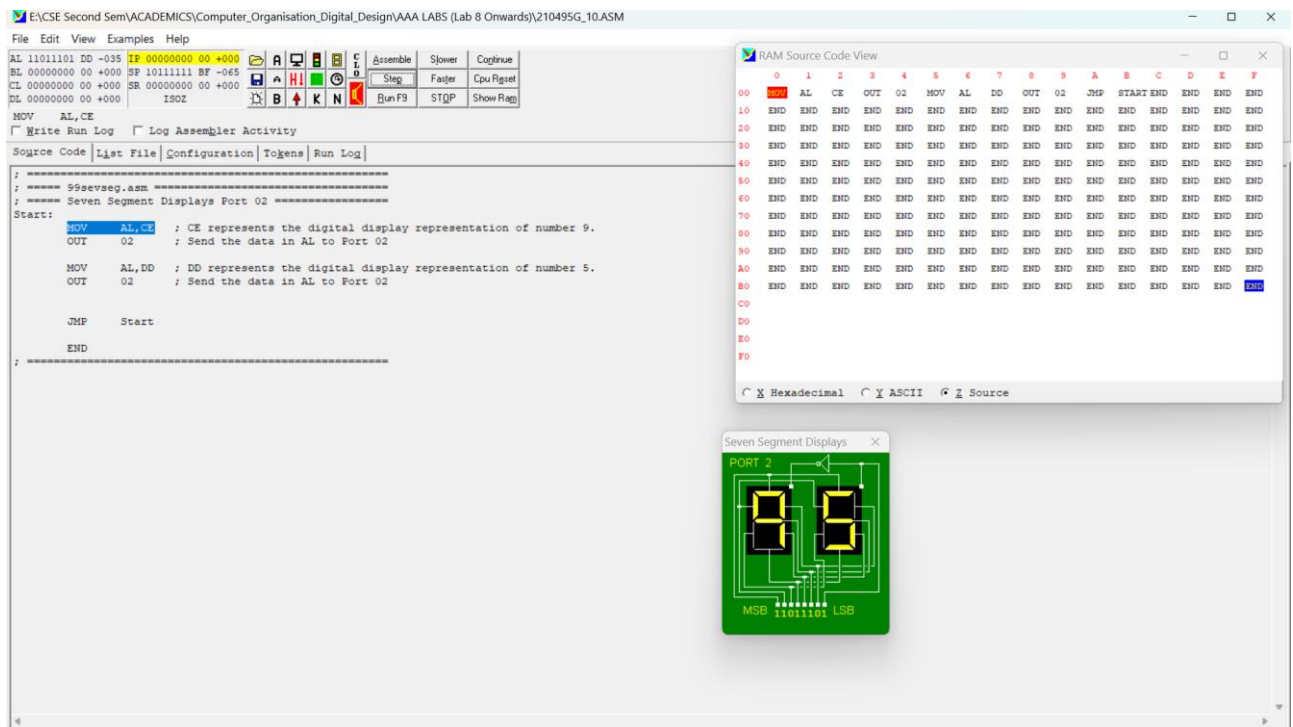 E:\CSE Second Sem\ACADEMICS\Computer_Organisation_Digital_Design\AAA LABS (Lab 8 Onwards)\210495G_10.ASM
File Edit View Examples Help
AL 11011101 DD -035 IP 00000000 00 +000
BL 00000000 00 +000 SP 10111111 BF -065
CL 00000000 00 +000 SR 00000000 00 +000
DL 00000000 00 +000 ISOZ
A CLO
A H
B K N
Assemble Slower Continue
Step Faster Cpu Reset
Run F9 STOP Show Ram
MOV AL,CE
Write Run Log Log Assembler Activity
Source Code List File Configuration Tokens Run Log
; ======================================================
; ===== 99sevseg.asm ===================================
; ===== Seven Segment Displays Port 02 =================
Start:
MOV AL,CE ; CE represents the digital display representation of number 9.
OUT 02 ; Send the data in AL to Port 02
MOV AL,DD ; DD represents the digital display representation of number 5.
OUT 02 ; Send the data in AL to Port 02
JMP Start
END
; ======================================================
RAM Source Code View
0 1 2 3 4 5 6 7 8 9 A B C D E F
00 MOV AL CE OUT 02 MOV AL DD OUT 02 JMP START END END END END
10 END END END END END END END END END END END END END END END END
20 END END END END END END END END END END END END END END END END
30 END END END END END END END END END END END END END END END END
40 END END END END END END END END END END END END END END END END
50 END END END END END END END END END END END END END END END END
60 END END END END END END END END END END END END END END END END
70 END END END END END END END END END END END END END END END END
80 END END END END END END END END END END END END END END END END
90 END END END END END END END END END END END END END END END END
A0 END END END END END END END END END END END END END END END END
B0 END END END END END END END END END END END END END END END END
C0
D0
E0
F0
X Hexadecimal Y ASCII Z Source
Seven Segment Displays
PORT 2
95
MSB 11011101 LSB